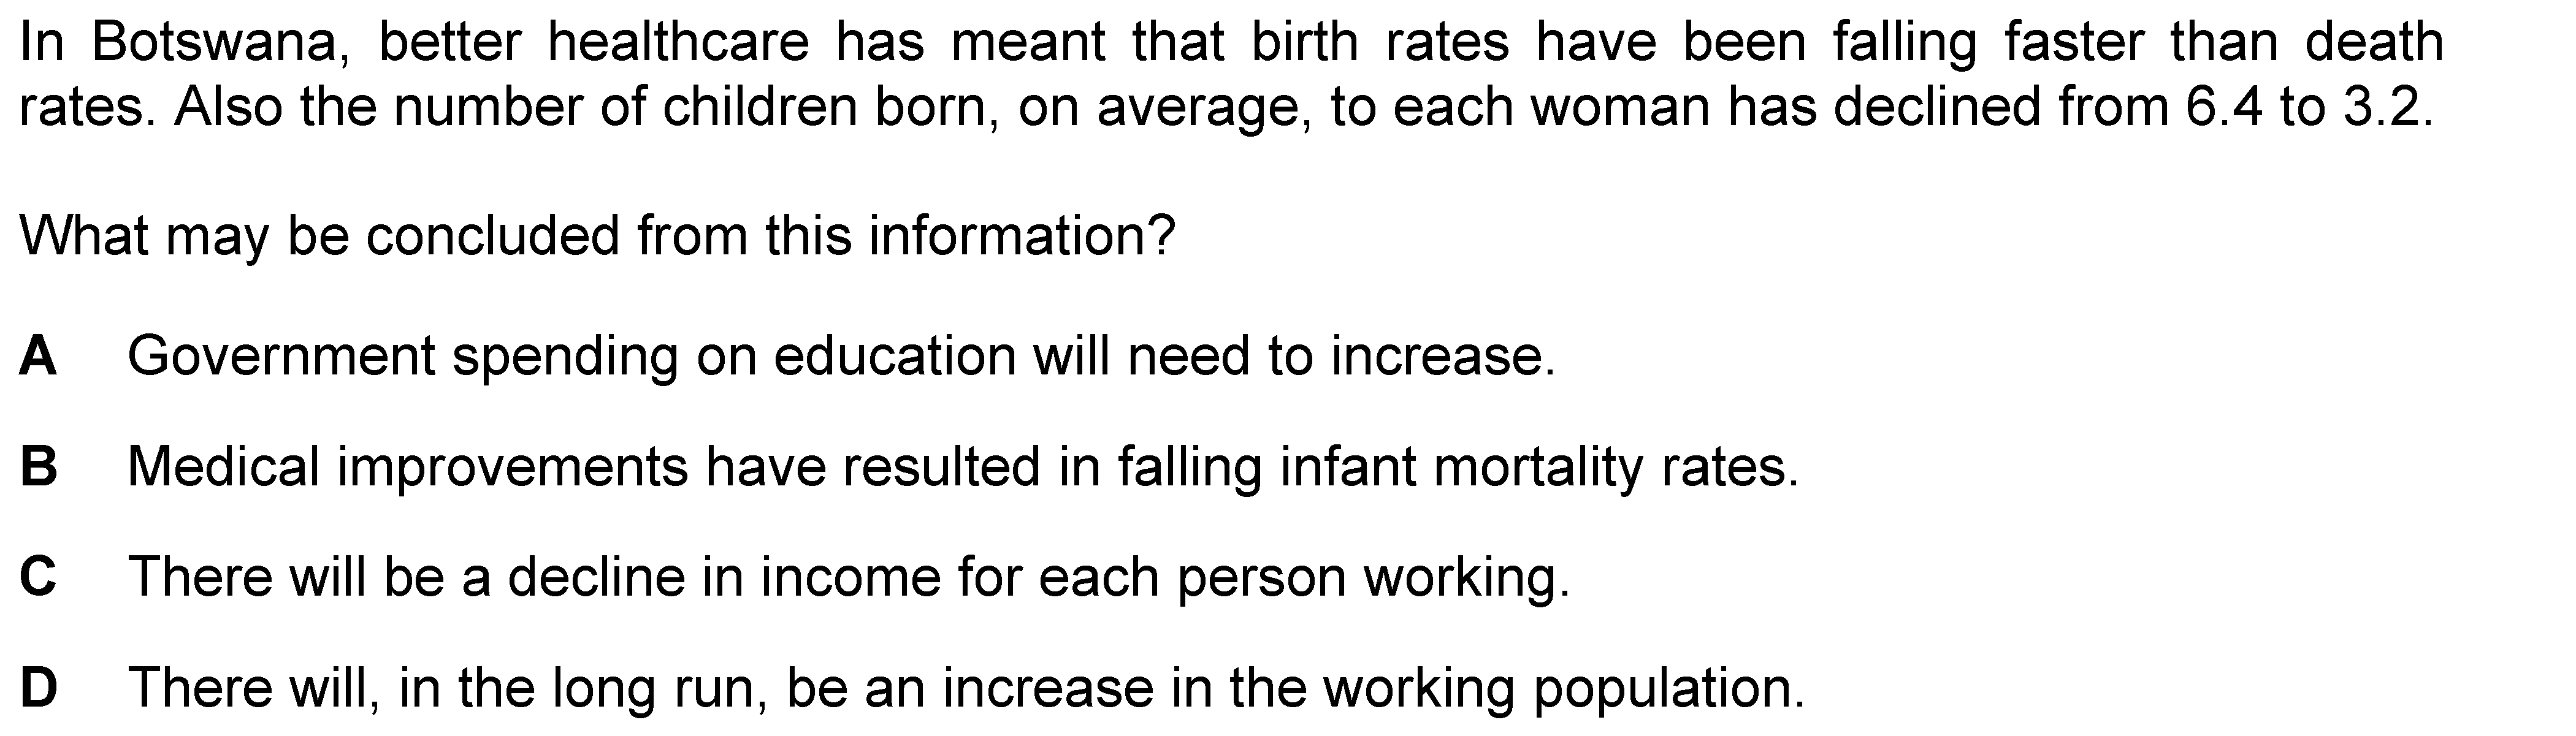 In Botswana, better healthcare has meant that birth rates have been falling faster than death
rates. Also the number of children born, on average, to each woman has declined from 6.4 to 3.2.
What may be concluded from this information?
A Government spending on education will need to increase.
B Medical improvements have resulted in falling infant mortality rates.
C There will be a decline in income for each person working.
D There will, in the long run, be an increase in the working population.